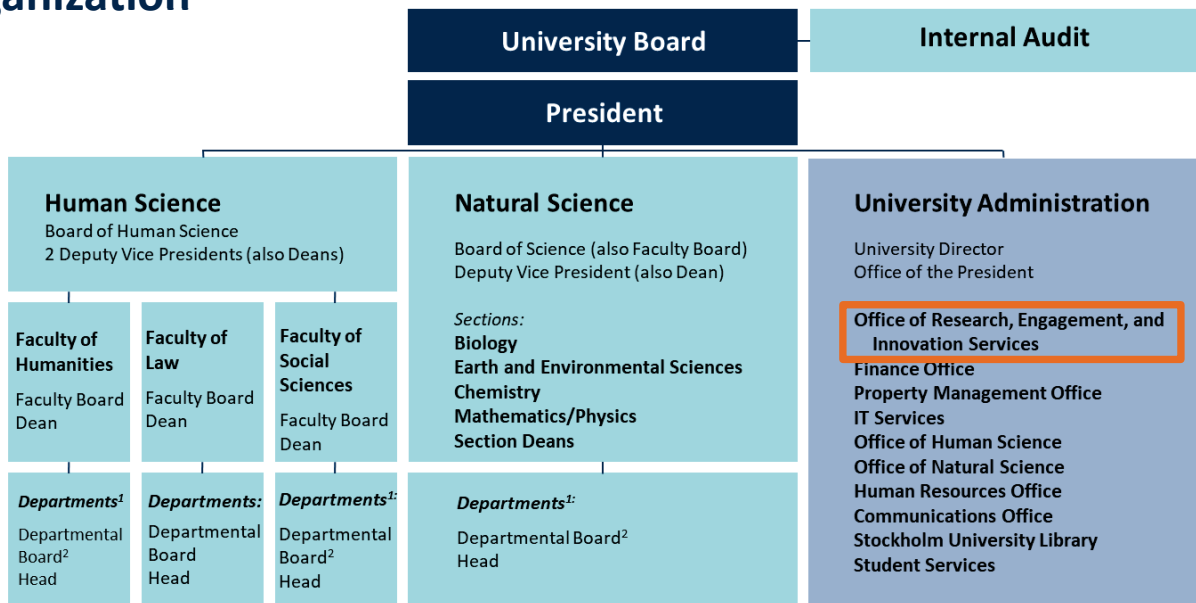 University Board
Internal Audit
President
Human Science
Board of Human Science
2 Deputy Vice Presidents (also Deans)
Faculty of
Humanities
Faculty Board
Dean
Faculty of
Law
Faculty Board
Dean
Faculty of
Social
Sciences
Faculty Board
Dean
Departments¹
Departmental
Board²
Head
Departments:
Departmental
Board
Head
Departments¹:
Departmental
Board²
Head
Natural Science
Board of Science (also Faculty Board)
Deputy Vice President (also Dean)
Sections:
Biology
Earth and Environmental Sciences
Chemistry
Mathematics/Physics
Section Deans
Departments¹:
Departmental Board²
Head
University Administration
University Director
Office of the President
Office of Research, Engagement, and
Innovation Services
Finance Office
Property Management Office
IT Services
Office of Human Science
Office of Natural Science
Human Resources Office
Communications Office
Stockholm University Library
Student Services